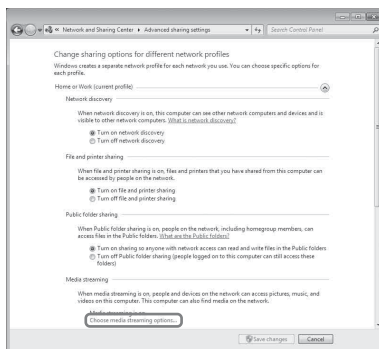 « Network and Sharing Center ▸ Advanced sharing settings
Search Control Panel
Change sharing options for different network profiles
Windows creates a separate network profile for each network you use. You can choose specific options for
each profile.
Home or Work (current profile)
Network discovery
When network discovery is on, this computer can see other network computers and devices and is
visible to other network computers. What is network discovery?
Turn on network discovery
Turn off network discovery
File and printer sharing
When file and printer sharing is on, files and printers that you have shared from this computer can
be accessed by people on the network.
Turn on file and printer sharing
Turn off file and printer sharing
Public folder sharing
When Public folder sharing is on, people on the network, including homegroup members, can
access files in the Public folders. What are the Public folders?
Turn on sharing so anyone with network access can read and write files in the Public folders
Turn off Public folder sharing (people logged on to this computer can still access these
folders)
Media streaming
When media streaming is on, people and devices on the network can access pictures, music, and
videos on this computer. This computer can also find media on the network.
Media streaming is on.
Choose media streaming options...
Save changes
Cancel